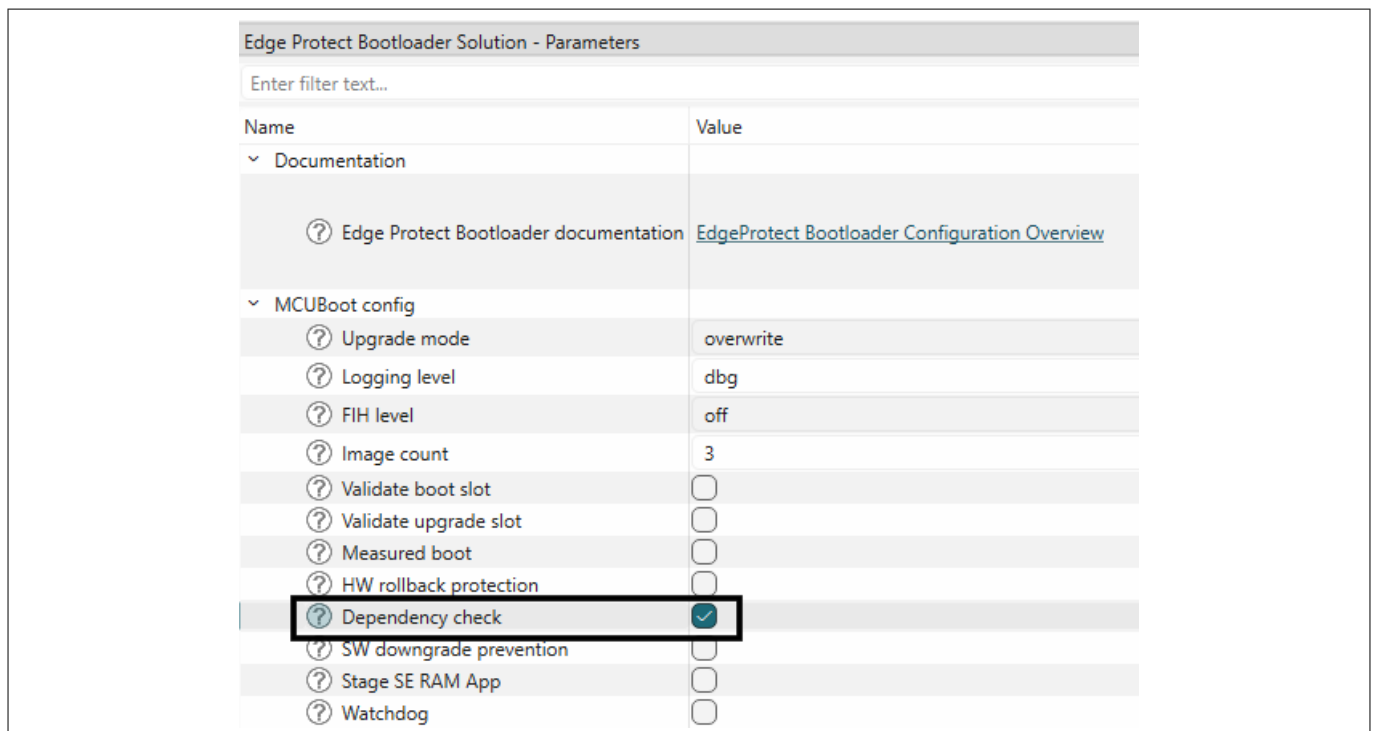 Edge Protect Bootloader Solution - Parameters
Enter filter text...
Name Value
Documentation
Edge Protect Bootloader documentation EdgeProtect Bootloader Configuration Overview
MCUBoot config
Upgrade mode overwrite
Logging level dbg
FIH level off
Image count 3
Validate boot slot
Validate upgrade slot
Measured boot
HW rollback protection
Dependency check
SW downgrade prevention
Stage SE RAM App
Watchdog